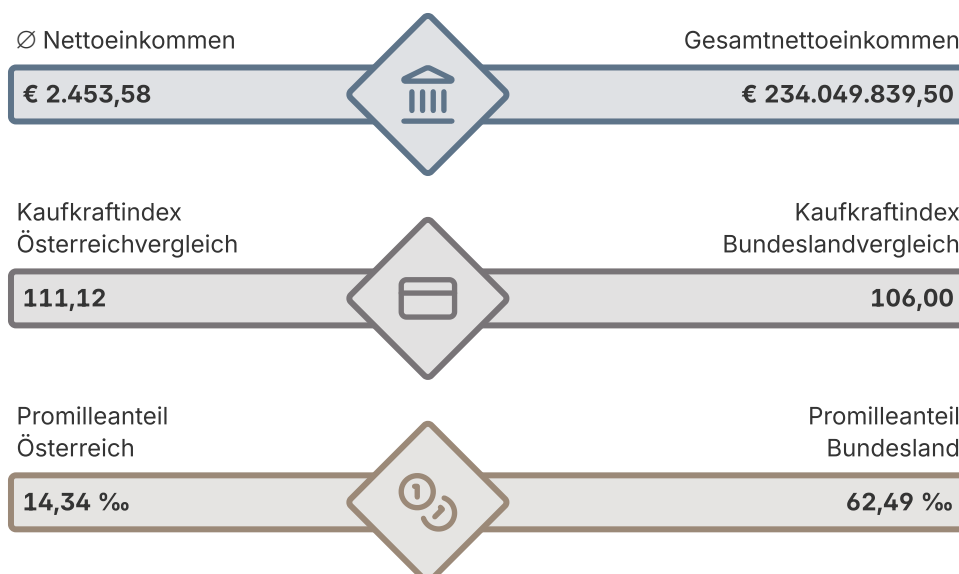 ∅ Nettoeinkommen
Gesamtnettoeinkommen
€ 2.453,58
€ 234.049.839,50
Kaufkraftindex
Österreichvergleich
Kaufkraftindex
Bundeslandvergleich
111,12
106,00
Promilleanteil
Österreich
Promilleanteil
Bundesland
14,34 ‰
62,49 ‰